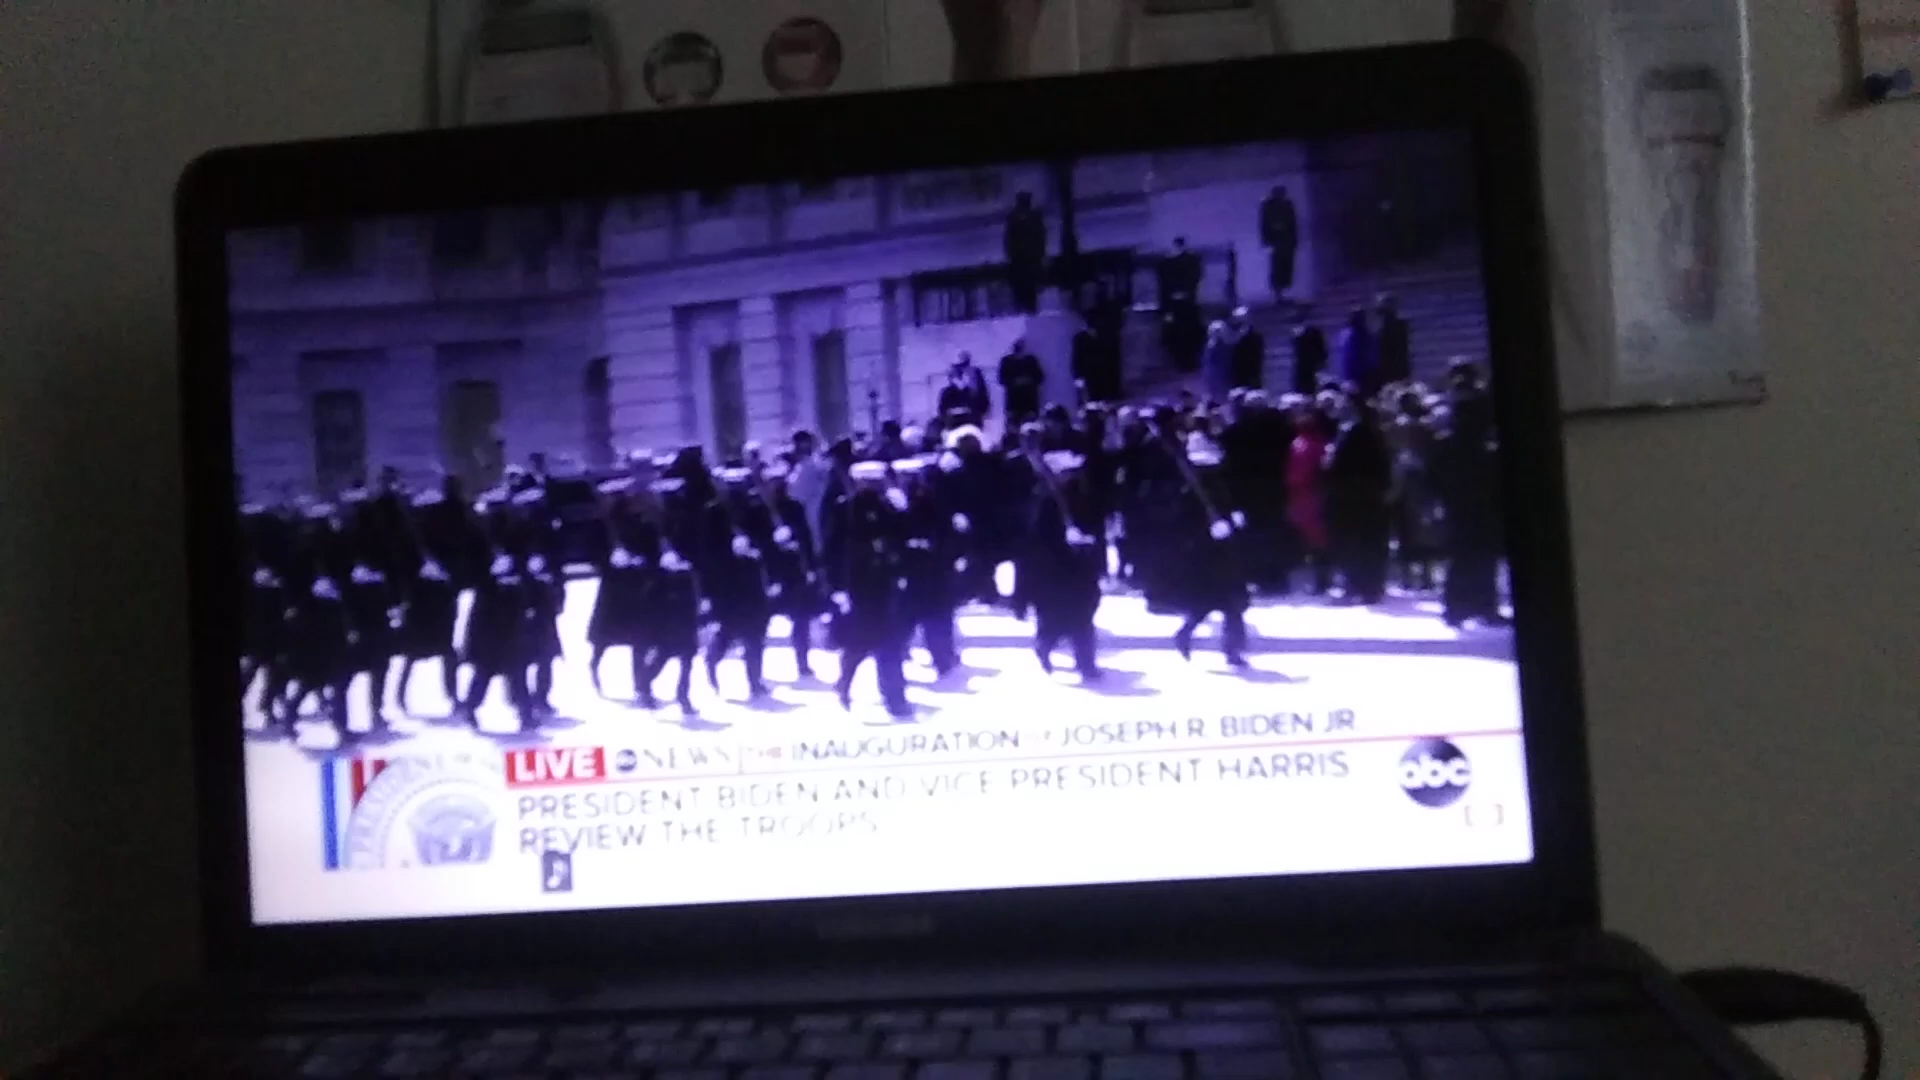 LIVE abc NEWS INAUGURATION JOSEPH R. BIDEN JR
PRESIDENT BIDEN AND VICE PRESIDENT HARRIS
REVIEW THE TROOPS
abc